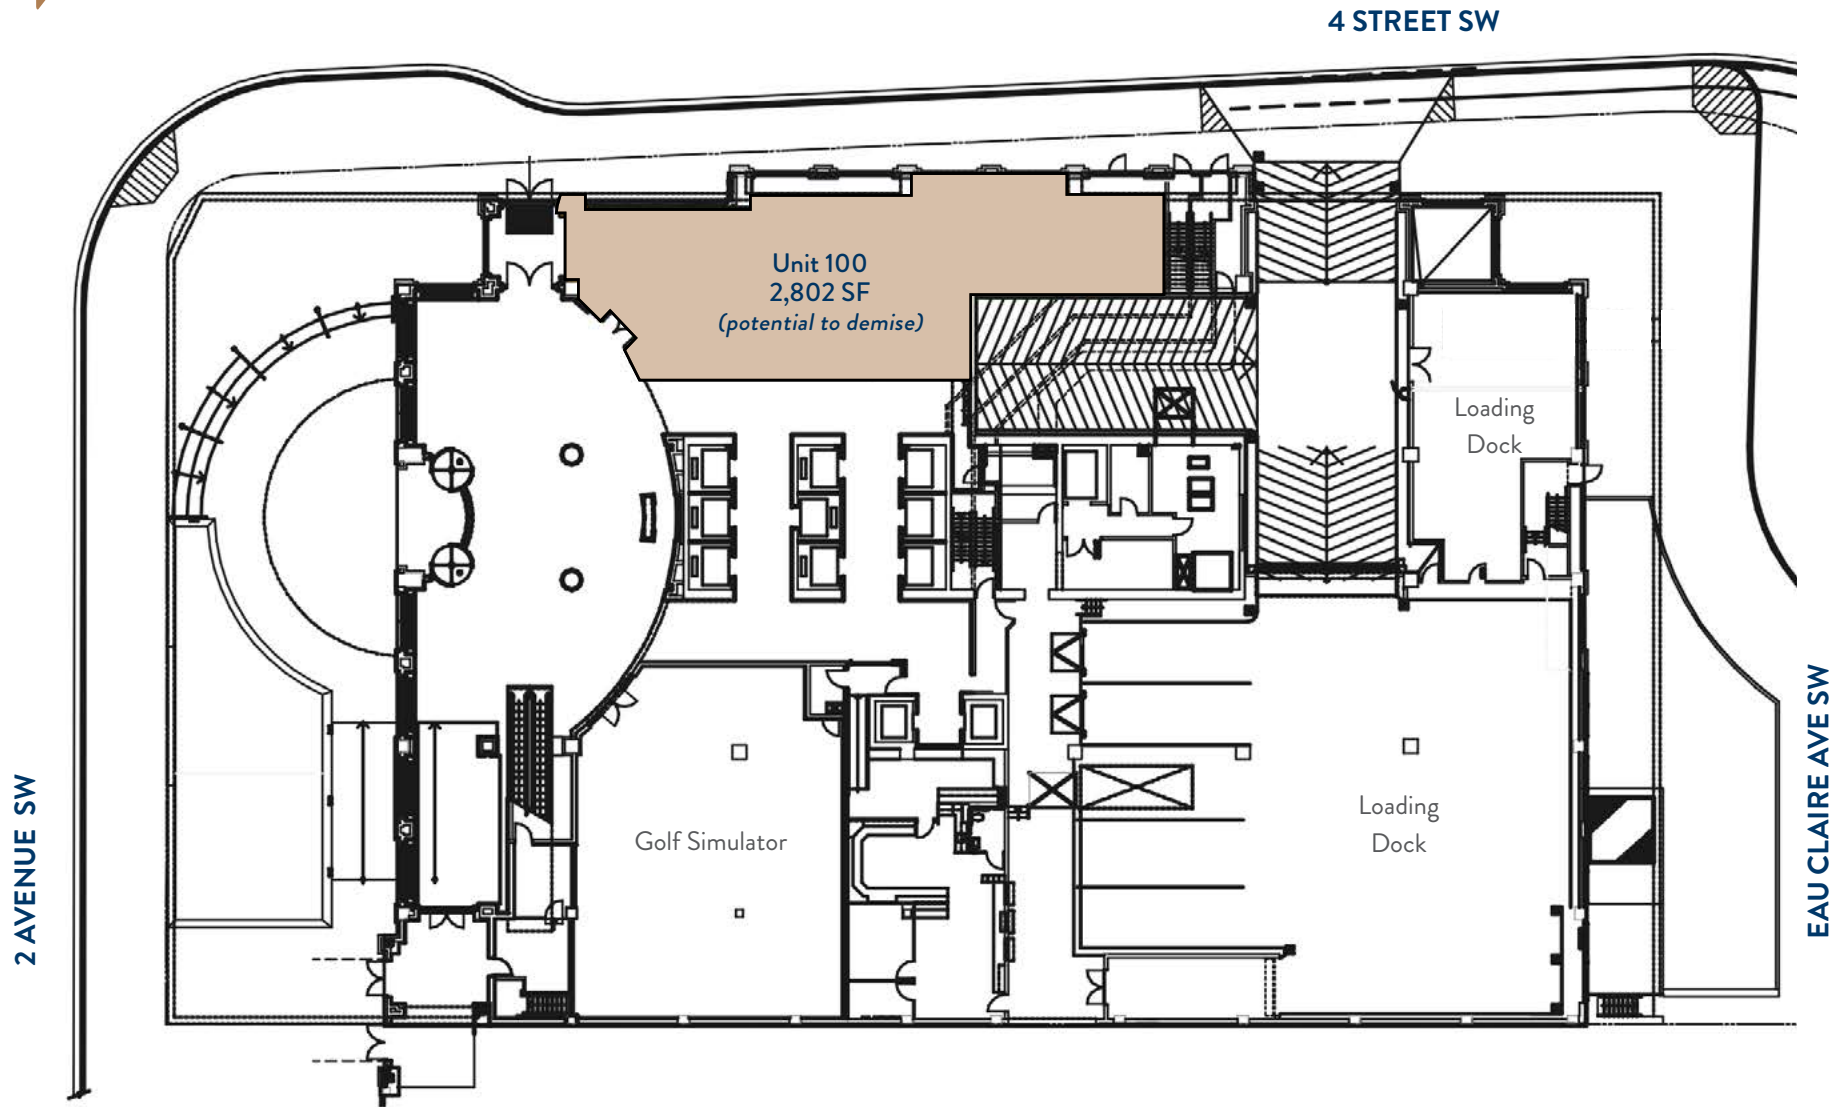 4 STREET SW
Unit 100
2,802 SF
(potential to demise)
Loading
Dock
EAU CLAIRE AVE SW
2 AVENUE SW
Golf Simulator
Loading
Dock